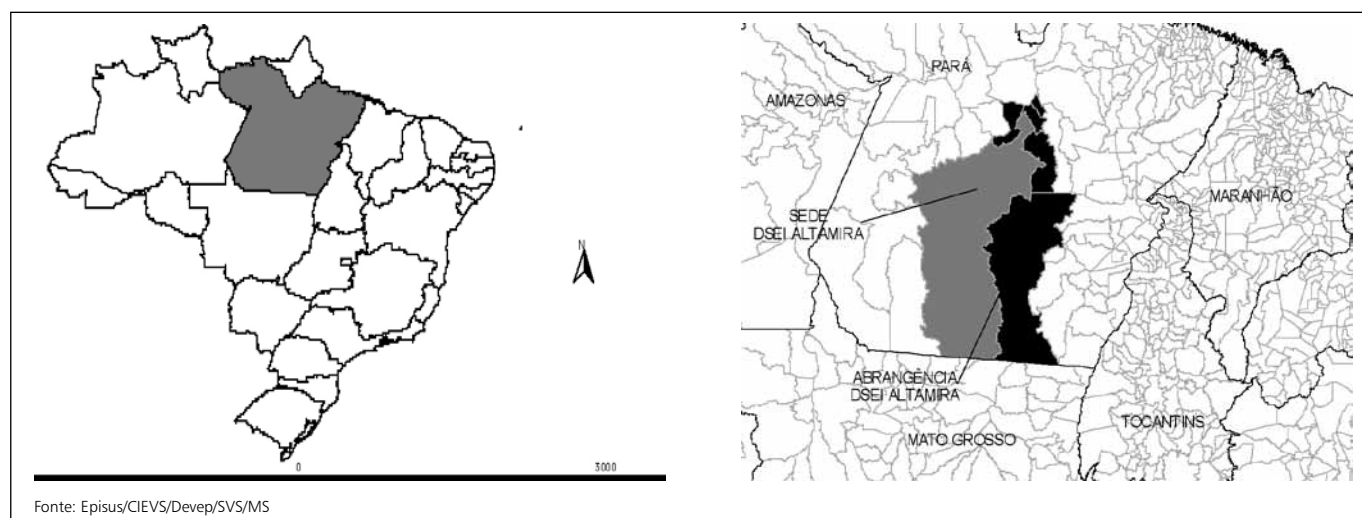 N
0
3000
Fonte: Episus/CIEVS/Devep/SVS/MS
PARÁ
AMAZONAS
MARANHÃO
SEDE
DSEI ALTAMIRA
ABRANGÊNCIA
DSEI ALTAMIRA
TOCANTINS
MATO GROSSO